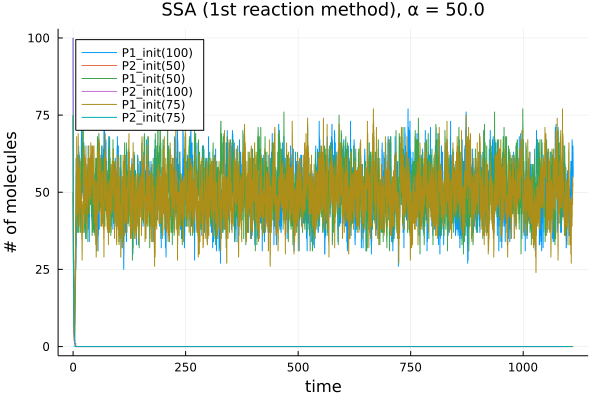 SSA (1st reaction method), α = 50.0
100
75
50
25
0
# of molecules
P1_init(100)
P2_init(50)
P1_init(50)
P2_init(100)
P1_init(75)
P2_init(75)
0
250
500
750
1000
time